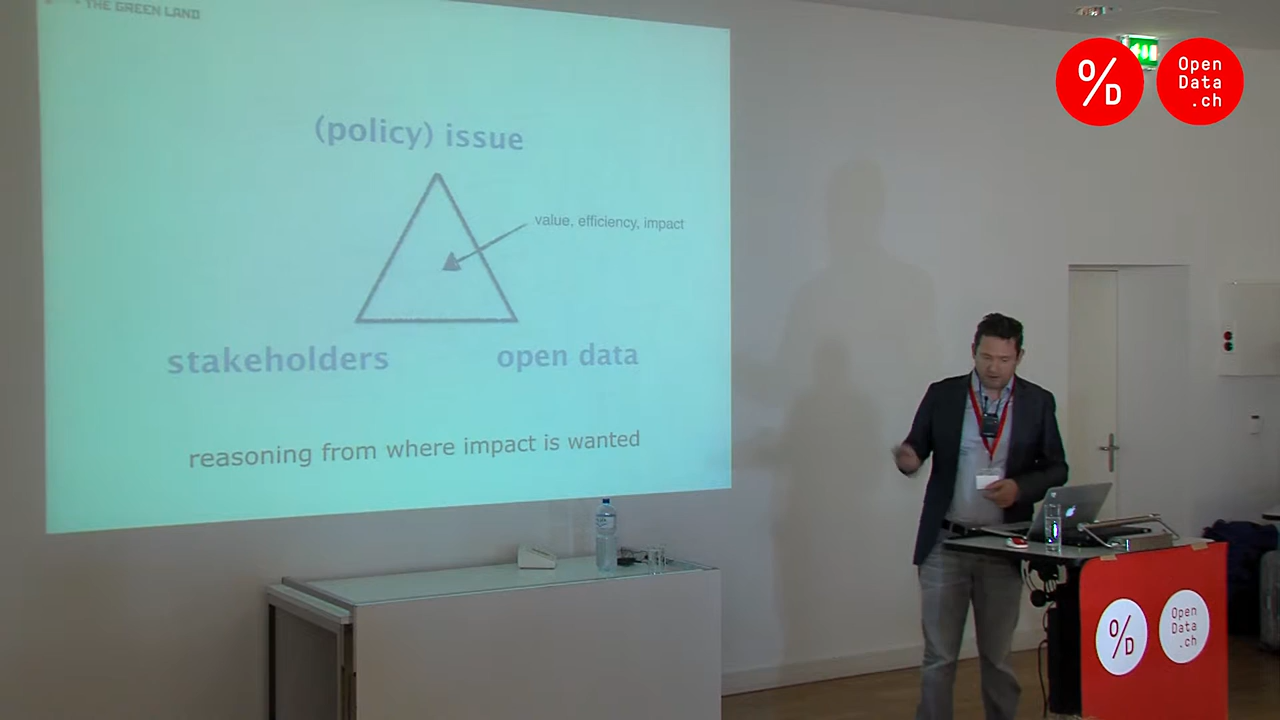 THE GREEN LAND
(policy) issue
value, efficiency, impact
stakeholders
open data
reasoning from where impact is wanted
%D
Open
Data
.ch
%D
Open
Data
.ch